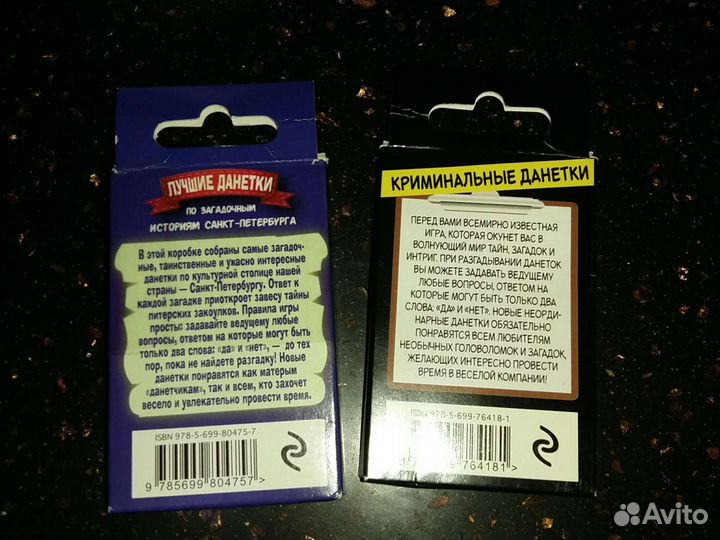 ЛУЧШИЕ ДАНЕТКИ
ПО ЗАГАДОЧНЫМ
ИСТОРИЯМ САНКТ-ПЕТЕРБУРГА
В этой коробке собраны самые загадоч-
ные, таинственные и ужасно интересные
данетки по культурной столице нашей
страны — Санкт-Петербургу. Ответ к
каждой загадке приоткроет завесу тайны
питерских закоулков. Правила игры
просты: задавайте ведущему любые
вопросы, ответом на которые могут быть
только два слова: «да» и «нет», — до тех
пор, пока не найдете разгадку! Новые
данетки понравятся как матерым
«данетчикам», так и всем, кто захочет
весело и увлекательно провести время.
ISBN 978-5-699-80475-7
9 785699 804757 >
КРИМИНАЛЬНЫЕ ДАНЕТКИ
ПЕРЕД ВАМИ ВСЕМИРНО ИЗВЕСТНАЯ
ИГРА, КОТОРАЯ ОКУНЕТ ВАС В
ВОЛНУЮЩИЙ МИР ТАЙН, ЗАГАДОК И
ИНТРИГ. ПРИ РАЗГАДЫВАНИИ ДАНЕТОК
ВЫ МОЖЕТЕ ЗАДАВАТЬ ВЕДУЩЕМУ
ЛЮБЫЕ ВОПРОСЫ, ОТВЕТОМ НА
КОТОРЫЕ МОГУТ БЫТЬ ТОЛЬКО ДВА
СЛОВА: «ДА» И «НЕТ». НОВЫЕ НЕОРДИ-
НАРНЫЕ ДАНЕТКИ ОБЯЗАТЕЛЬНО
ПОНРАВЯТСЯ ВСЕМ ЛЮБИТЕЛЯМ
НЕОБЫЧНЫХ ГОЛОВОЛОМОК И ЗАГАДОК,
ЖЕЛАЮЩИХ ИНТЕРЕСНО ПРОВЕСТИ
ВРЕМЯ В ВЕСЕЛОЙ КОМПАНИИ!
ISBN 978-5-699-76418-1
764181 >
Avito